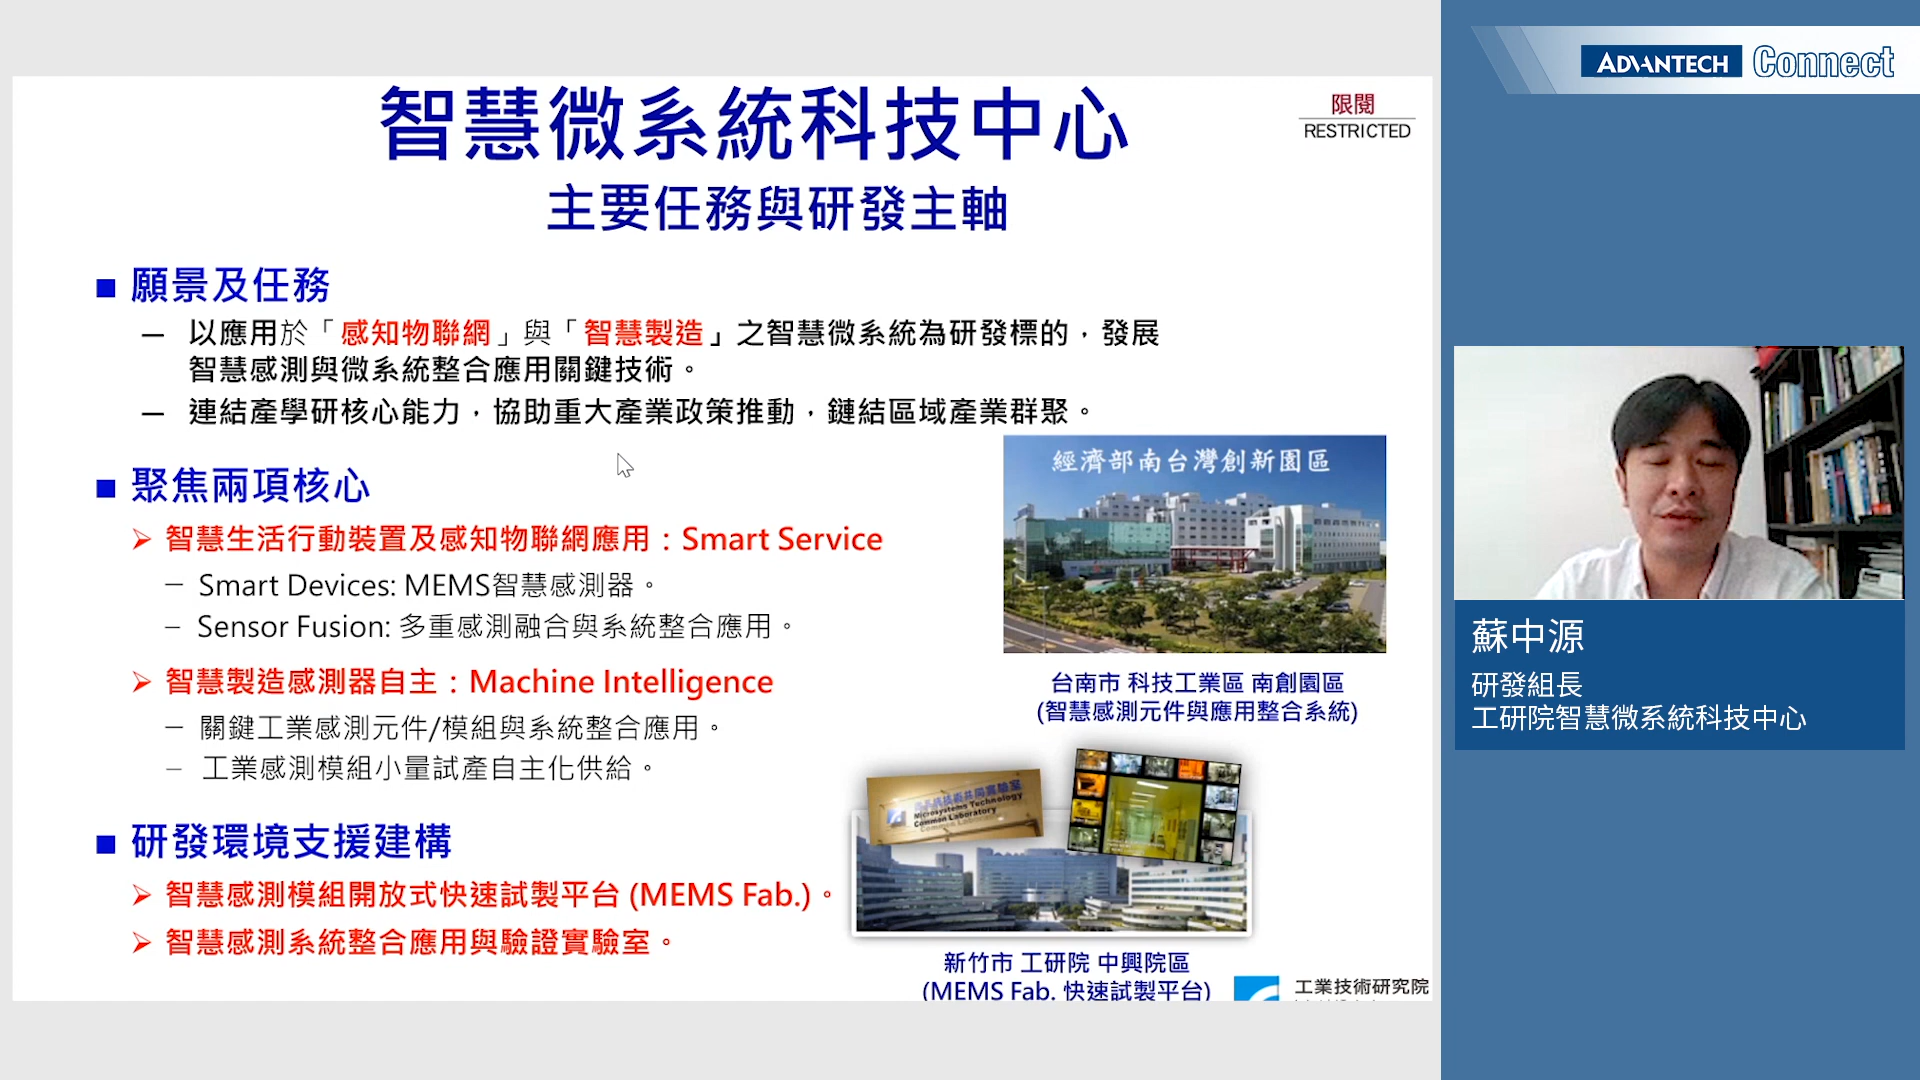 智慧微系統科技中心
限閱
RESTRICTED
主要任務與研發主軸
■ 願景及任務
— 以應用於「感知物聯網」與「智慧製造」之智慧微系統為研發標的，發展
智慧感測與微系統整合應用關鍵技術。
— 連結產學研核心能力，協助重大產業政策推動，鏈結區域產業群聚。
■ 聚焦兩項核心
➢ 智慧生活行動裝置及感知物聯網應用：Smart Service
– Smart Devices: MEMS智慧感測器。
– Sensor Fusion: 多重感測融合與系統整合應用。
➢ 智慧製造感測器自主：Machine Intelligence
– 關鍵工業感測元件/模組與系統整合應用。
– 工業感測模組小量試產自主化供給。
■ 研發環境支援建構
➢ 智慧感測模組開放式快速試製平台 (MEMS Fab.)。
➢ 智慧感測系統整合應用與驗證實驗室。
經濟部南台灣創新園區
台南市 科技工業區 南創園區
(智慧感測元件與應用整合系統)
Microsystems Technology
Common Laboratory
新竹市 工研院 中興院區
(MEMS Fab. 快速試製平台)
工業技術研究院
ADVANTECH Connect
蘇中源
研發組長
工研院智慧微系統科技中心